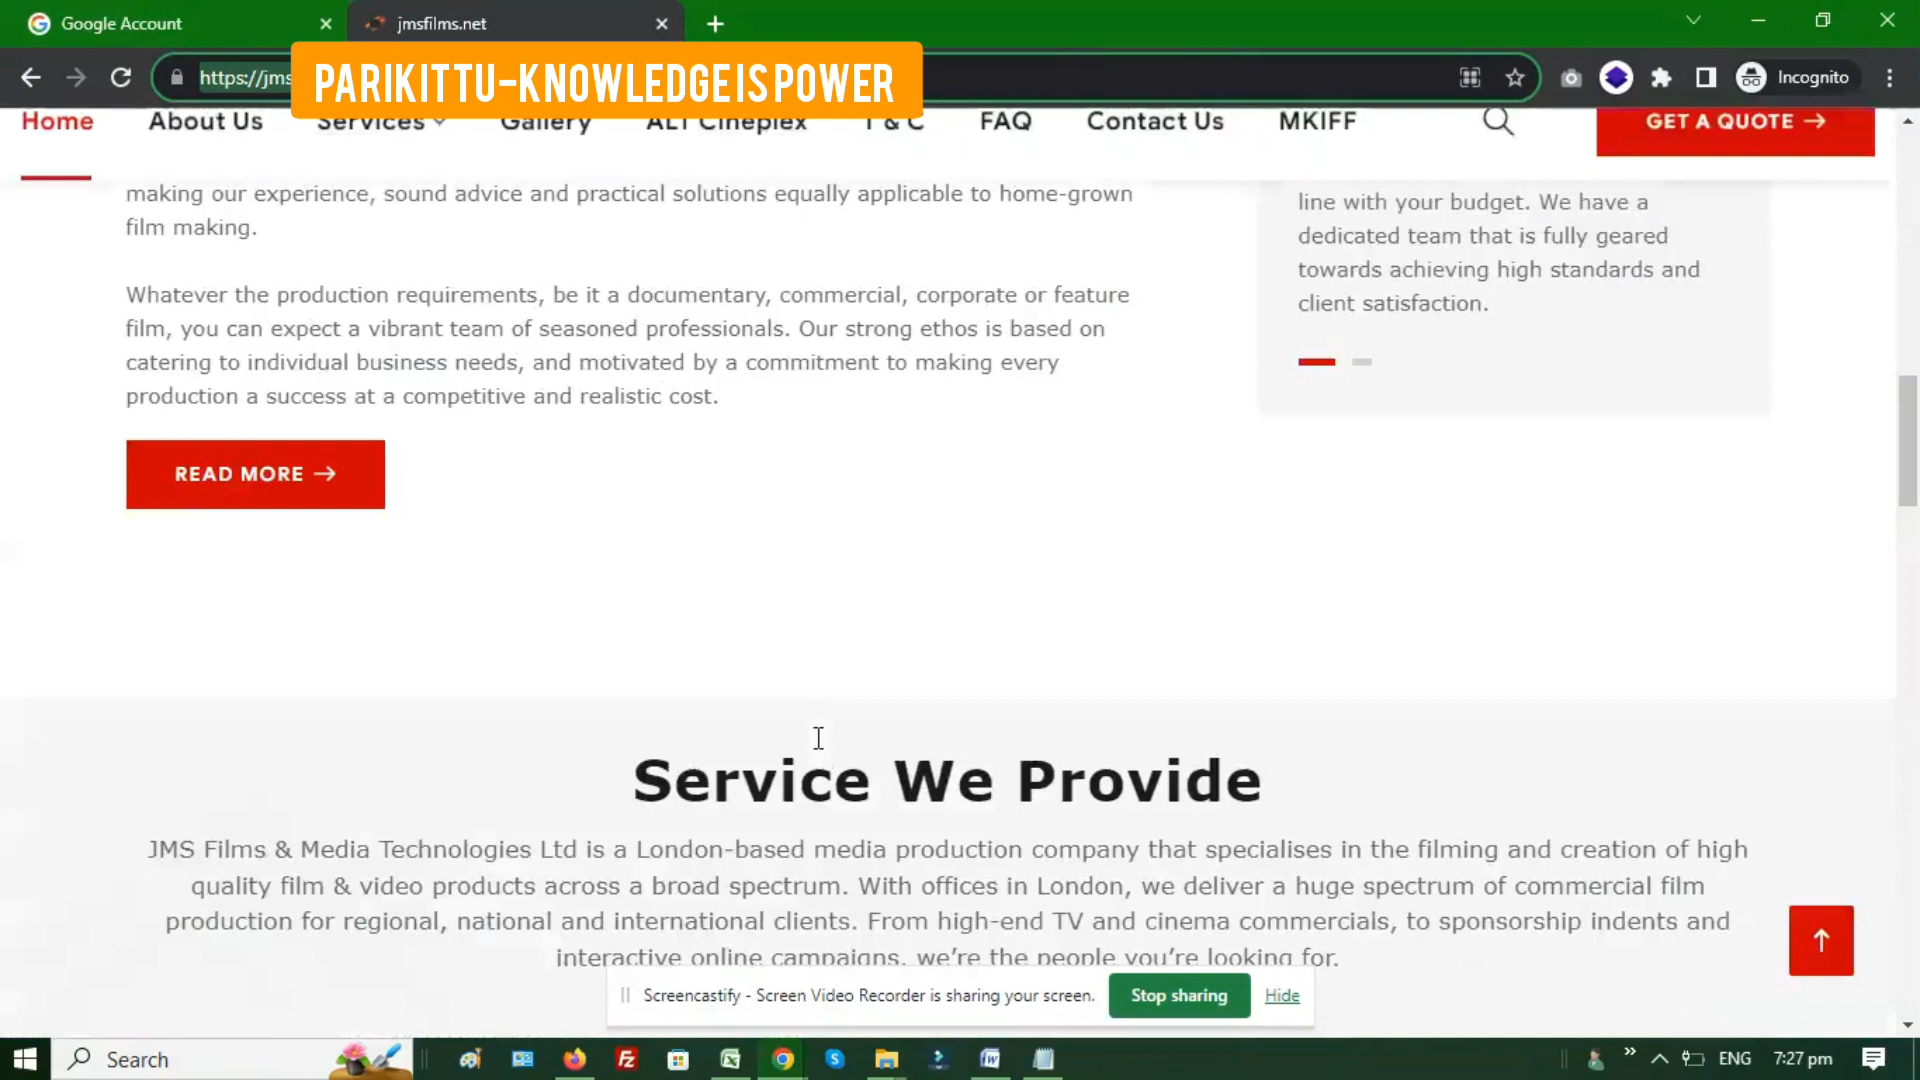 Google Account
jmsfilms.net
https://jms
PARIKITTU-KNOWLEDGE IS POWER
Incognito
Home
About Us
Services
Gallery
ALT Cineplex
T & C
FAQ
Contact Us
MKIFF
GET A QUOTE
making our experience, sound advice and practical solutions equally applicable to home-grown
film making.
Whatever the production requirements, be it a documentary, commercial, corporate or feature
film, you can expect a vibrant team of seasoned professionals. Our strong ethos is based on
catering to individual business needs, and motivated by a commitment to making every
production a success at a competitive and realistic cost.
READ MORE
line with your budget. We have a
dedicated team that is fully geared
towards achieving high standards and
client satisfaction.
Service We Provide
JMS Films & Media Technologies Ltd is a London-based media production company that specialises in the filming and creation of high
quality film & video products across a broad spectrum. With offices in London, we deliver a huge spectrum of commercial film
production for regional, national and international clients. From high-end TV and cinema commercials, to sponsorship indents and
interactive online campaigns, we're the people you're looking for.
Screencastify - Screen Video Recorder is sharing your screen.
Stop sharing
Hide
Search
ENG
7:27 pm